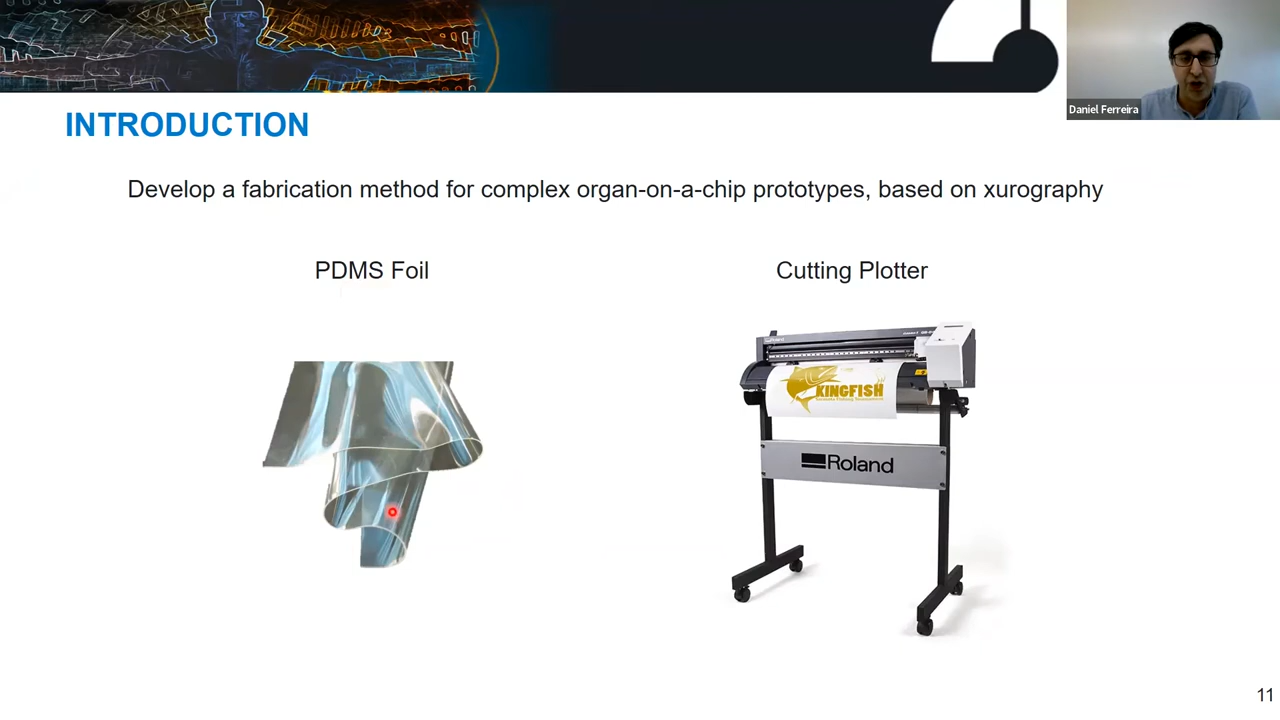 Daniel Ferreira
INTRODUCTION
Develop a fabrication method for complex organ-on-a-chip prototypes, based on xurography
PDMS Foil
Cutting Plotter
Roland
KINGFISH
Roland
11